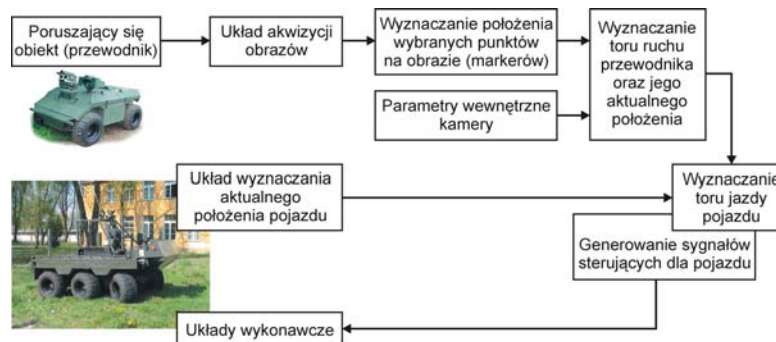 Poruszający się
obiekt (przewodnik)
Układ akwizycji
obrazów
Wyznaczanie położenia
wybranych punktów
na obrazie (markerów)
Wyznaczanie
toru ruchu
przewodnika
oraz jego
aktualnego
położenia
Parametry wewnętrzne
kamery
Układ wyznaczania
aktualnego
położenia pojazdu
Wyznaczanie
toru jazdy
pojazdu
Generowanie sygnałów
sterujących dla pojazdu
Układy wykonawcze